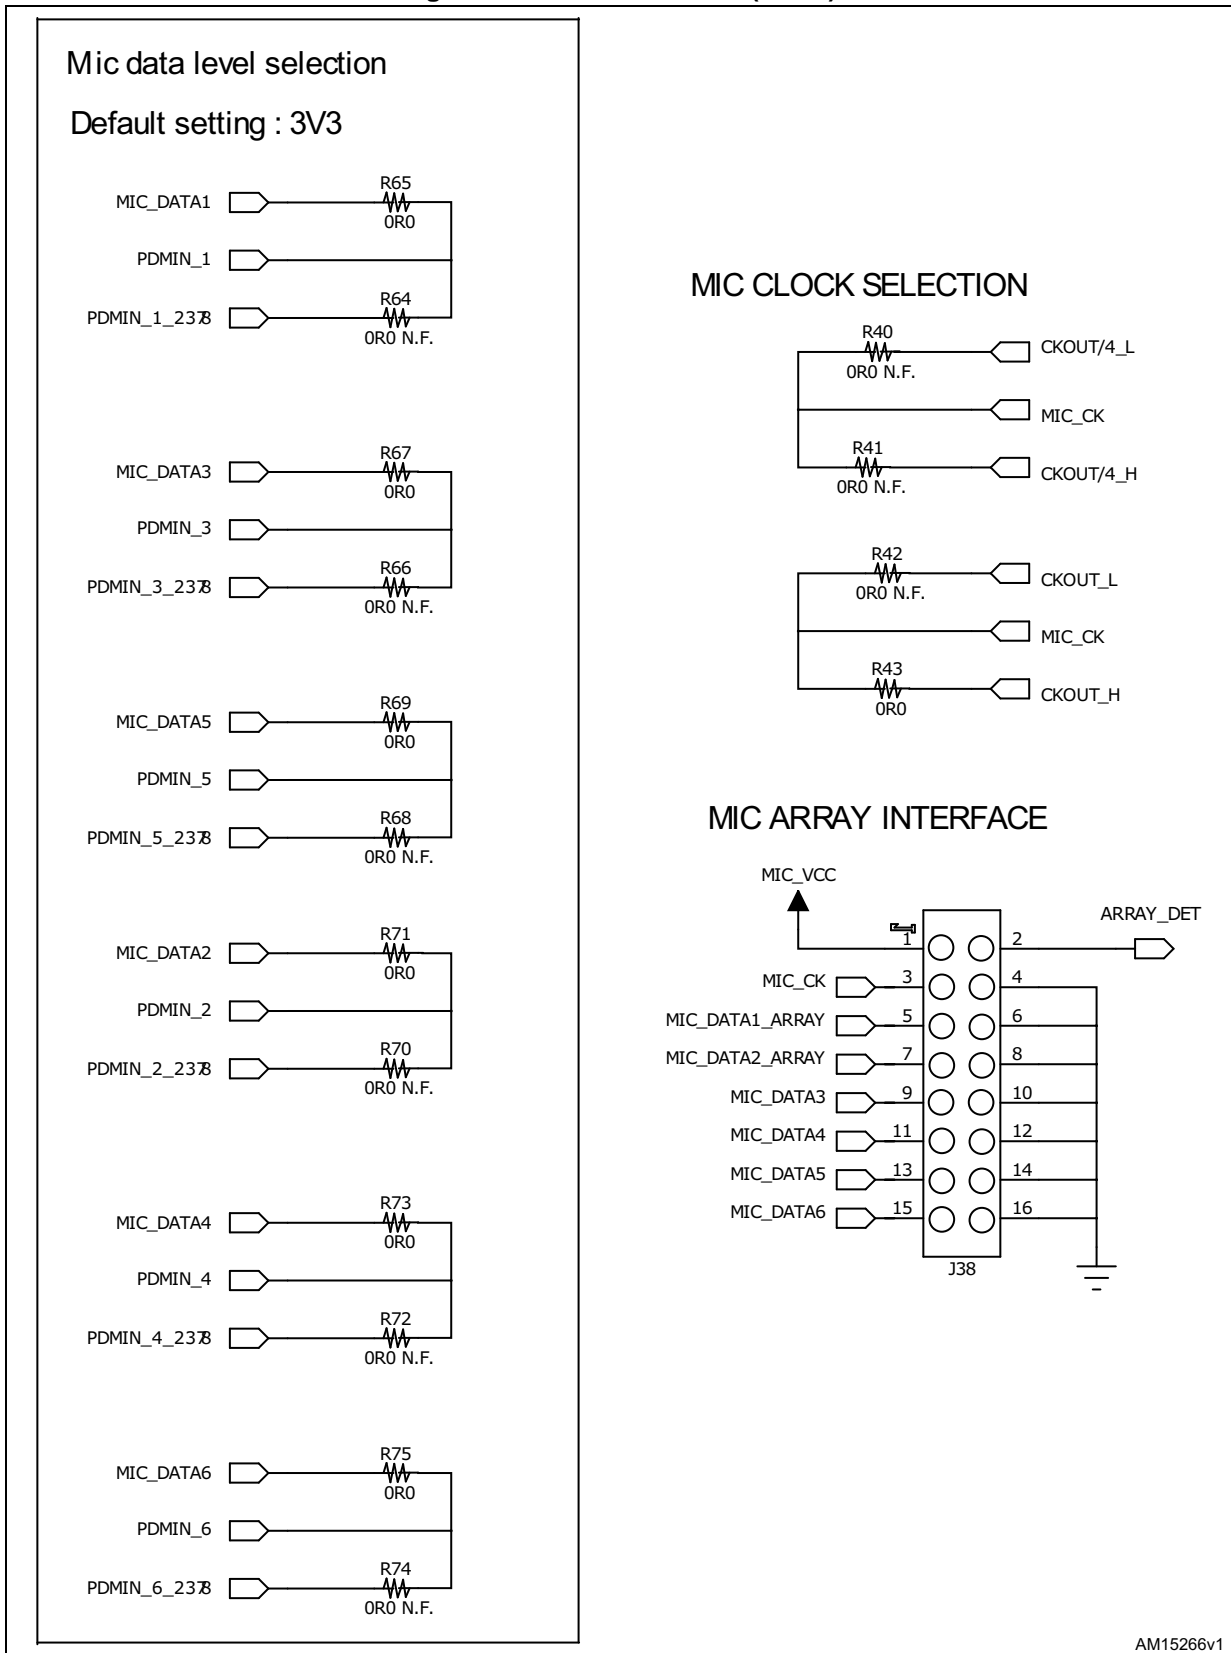 Mic data level selection
Default setting : 3V3
MIC_DATA1
R65
0R0
PDMIN_1
PDMIN_1_2378
R64
0R0 N.F.
MIC_DATA3
R67
0R0
PDMIN_3
PDMIN_3_2378
R66
0R0 N.F.
MIC_DATA5
R69
0R0
PDMIN_5
PDMIN_5_2378
R68
0R0 N.F.
MIC_DATA2
R71
0R0
PDMIN_2
PDMIN_2_2378
R70
0R0 N.F.
MIC_DATA4
R73
0R0
PDMIN_4
PDMIN_4_2378
R72
0R0 N.F.
MIC_DATA6
R75
0R0
PDMIN_6
PDMIN_6_2378
R74
0R0 N.F.
MIC CLOCK SELECTION
R40
0R0 N.F.
CKOUT/4_L
MIC_CK
R41
0R0 N.F.
CKOUT/4_H
R42
0R0 N.F.
CKOUT_L
MIC_CK
R43
0R0
CKOUT_H
MIC ARRAY INTERFACE
MIC_VCC
ARRAY_DET
1 2
MIC_CK 3 4
MIC_DATA1_ARRAY 5 6
MIC_DATA2_ARRAY 7 8
MIC_DATA3 9 10
MIC_DATA4 11 12
MIC_DATA5 13 14
MIC_DATA6 15 16
J38
AM15266v1